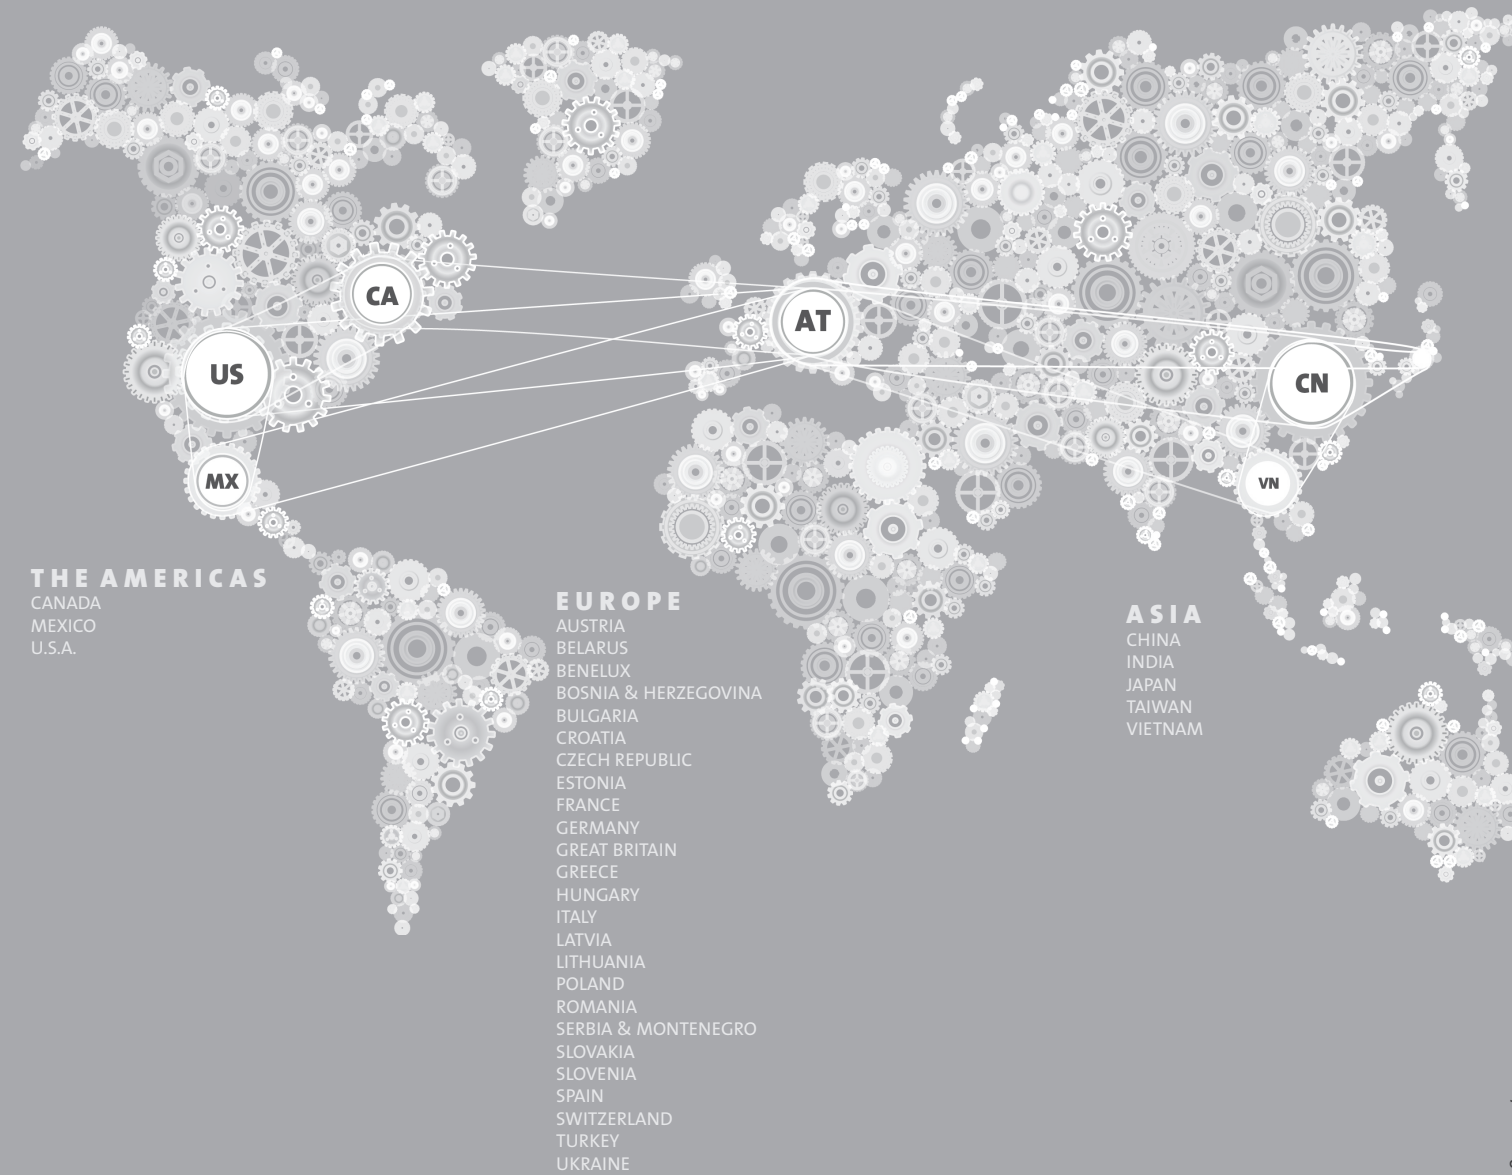 CA
US
AT
CN
MX
VN
THE AMERICAS
CANADA
MEXICO
U.S.A.
EUROPE
AUSTRIA
BELARUS
BENELUX
BOSNIA & HERZEGOVINA
BULGARIA
CROATIA
CZECH REPUBLIC
ESTONIA
FRANCE
GERMANY
GREAT BRITAIN
GREECE
HUNGARY
ITALY
LATVIA
LITHUANIA
POLAND
ROMANIA
SERBIA & MONTENEGRO
SLOVAKIA
SLOVENIA
SPAIN
SWITZERLAND
TURKEY
UKRAINE
ASIA
CHINA
INDIA
JAPAN
TAIWAN
VIETNAM